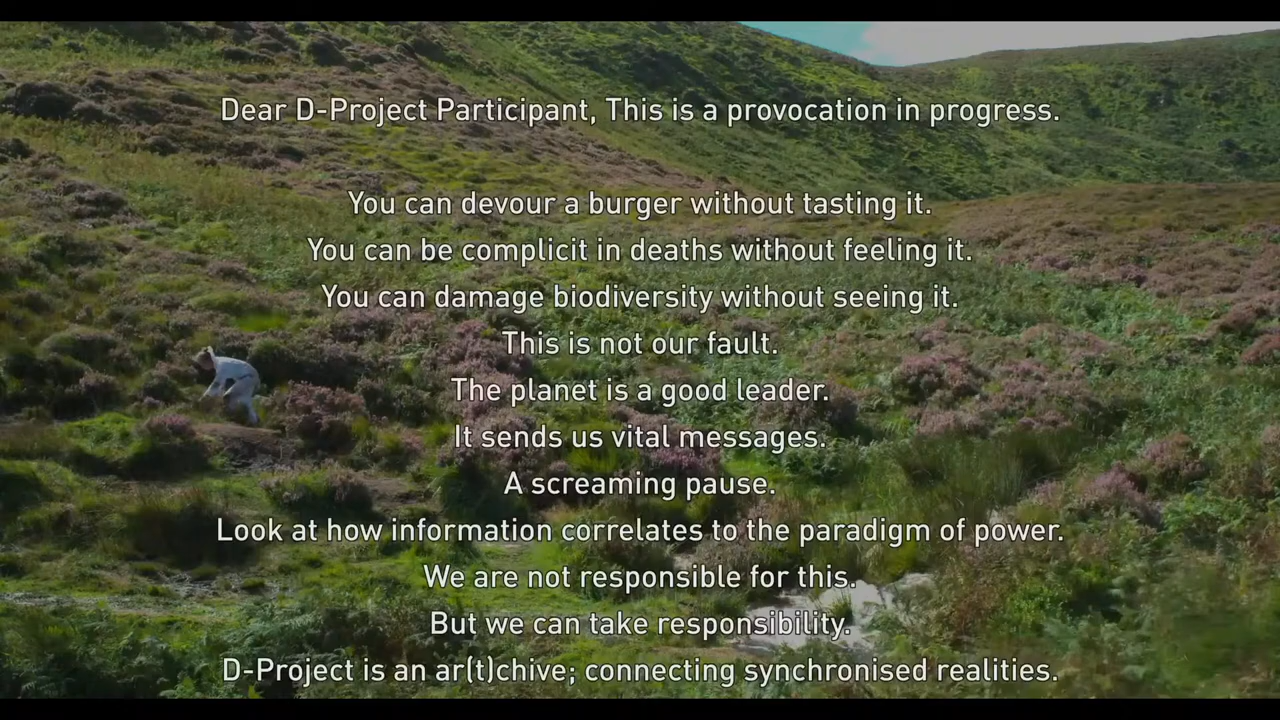 Dear D-Project Participant, This is a provocation in progress.
You can devour a burger without tasting it.
You can be complicit in deaths without feeling it.
You can damage biodiversity without seeing it.
This is not our fault.
The planet is a good leader.
It sends us vital messages.
A screaming pause.
Look at how information correlates to the paradigm of power.
We are not responsible for this.
But we can take responsibility.
D-Project is an ar(t)chive; connecting synchronised realities.